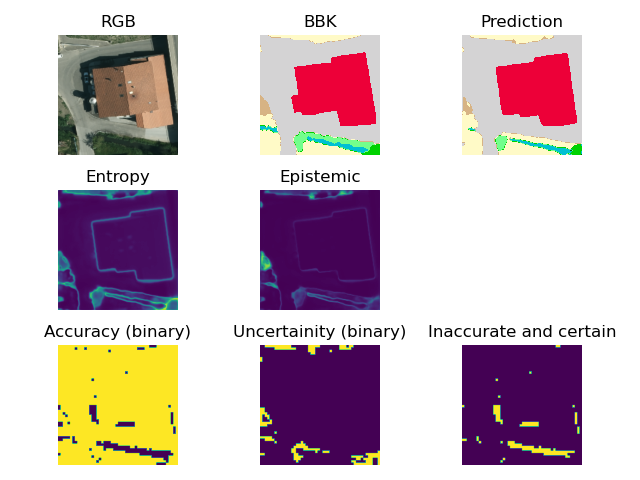 RGB
BBK
Prediction
Entropy
Epistemic
Accuracy (binary)
Uncertainity (binary)
Inaccurate and certain